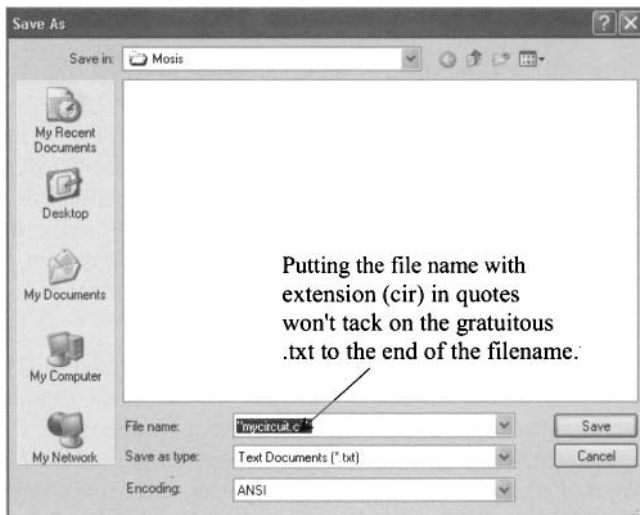 Save As
Save in:
Mosis
My Recent
Documents
Desktop
My Documents
My Computer
My Network
Putting the file name with
extension (cir) in quotes
won't tack on the gratuitous
.txt to the end of the filename.
File name:
Save
Save as type:
Text Documents (*.txt)
Cancel
Encoding:
ANSI